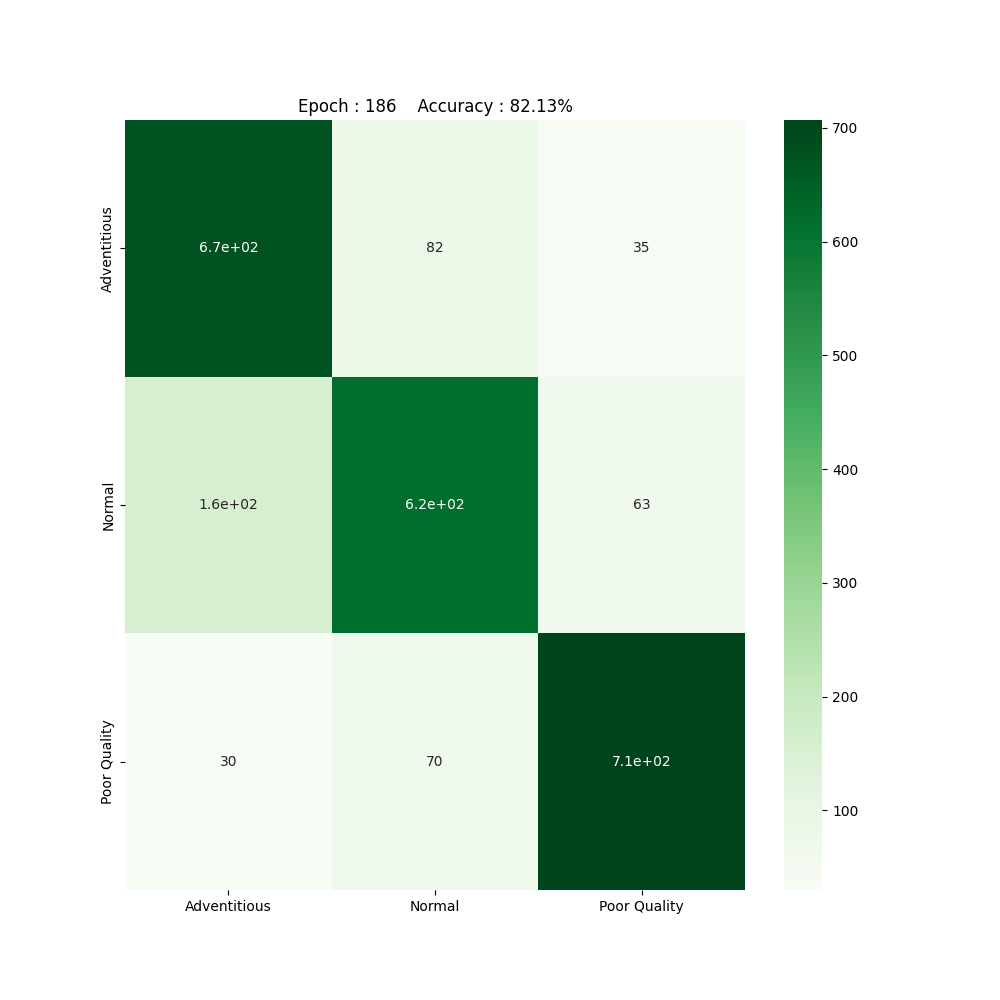 Epoch : 186    Accuracy : 82.13%
Adventitious
6.7e+02 82 35
Normal
1.6e+02 6.2e+02 63
Poor Quality
30 70 7.1e+02
Adventitious Normal Poor Quality
700
600
500
400
300
200
100